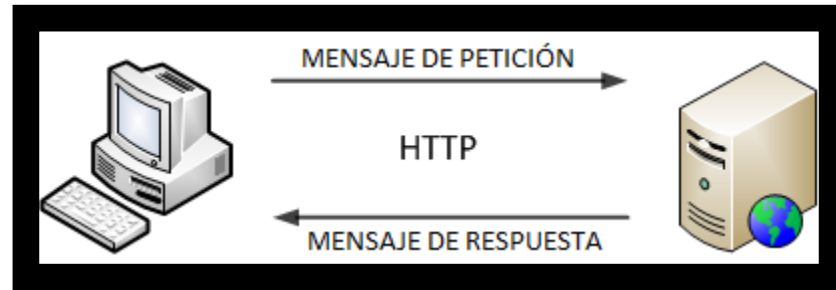 MENSAJE DE PETICIÓN
HTTP
MENSAJE DE RESPUESTA